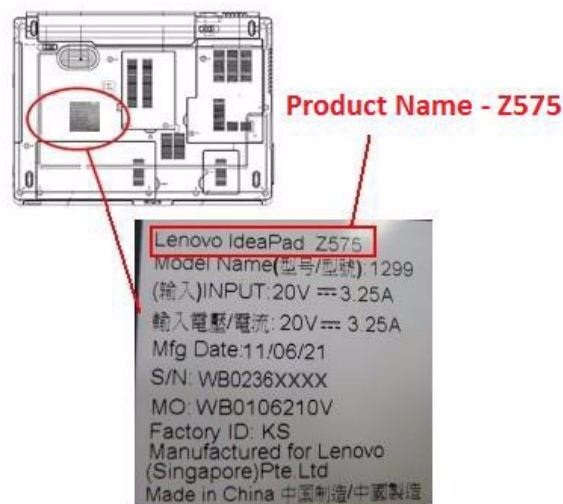 Product Name - Z575
Lenovo IdeaPad Z575
Model Name(型号/型號):1299
(输入)INPUT:20V ⎓ 3.25A
輸入電壓/電流: 20V ⎓ 3.25A
Mfg Date:11/06/21
S/N: WB0236XXXX
MO: WB0106210V
Factory ID: KS
Manufactured for Lenovo
(Singapore)Pte.Ltd
Made in China 中国制造/中國製造